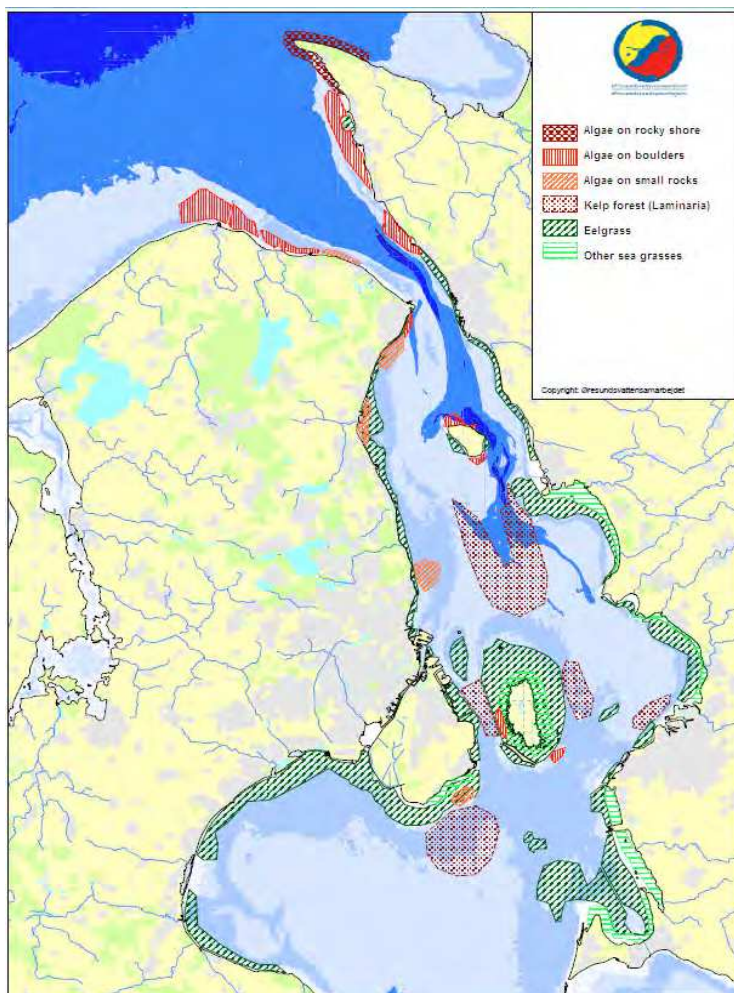 Algae on rocky shore
Algae on boulders
Algae on small rocks
Kelp forest (Laminaria)
Eelgrass
Other sea grasses
Copyright: Øresundsvattensamarbejdet